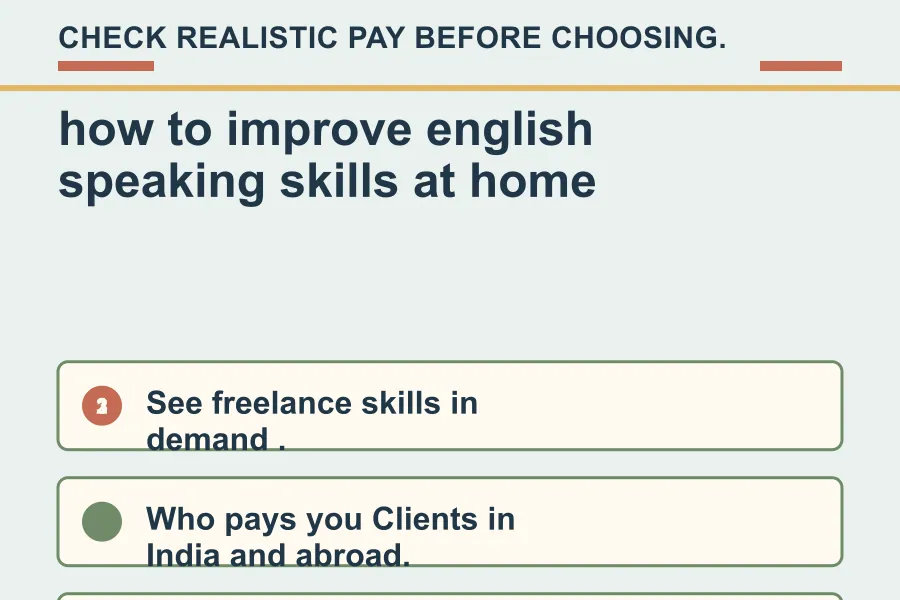 CHECK REALISTIC PAY BEFORE CHOOSING.
how to improve english
speaking skills at home
See freelance skills in
demand .
Who pays you Clients in
India and abroad.